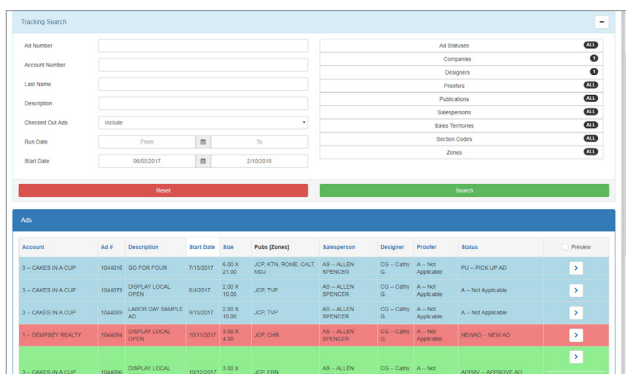 Tracking Search
Ad Number
Account Number
Last Name
Description
Checked Out Ads Include
Run Date From To
Start Date 06/03/2017 2/10/2018
Ad Statuses ALL
Companies 1
Designers 1
Proofers ALL
Publications ALL
Salespersons ALL
Sales Territories ALL
Section Codes ALL
Zones ALL
Reset Search
Ads
Account Ad # Description Start Date Size Pubs [Zones] Salesperson Designer Proofer Status Preview
3 -- CAKES IN A CUP 1044016 GO FOR FOUR 7/13/2017 6.00 X 21.00 JCP, KTN, ROME, CALT, MDJ AS -- ALLEN SPENCER CG -- Cathy G. A -- Not Applicable PU -- PICK UP AD
3 -- CAKES IN A CUP 1044079 DISPLAY LOCAL OPEN 8/4/2017 2.00 X 10.00 JCP, TVP AS -- ALLEN SPENCER CG -- Cathy G. A -- Not Applicable A -- Not Applicable
3 -- CAKES IN A CUP LABOR DAY SAMPLE AD 9/13/2017 2.00 X 10.00 JCP, TVP AS -- ALLEN SPENCER CG -- Cathy G. A -- Not Applicable A -- Not Applicable
1 -- DEMPSEY REALTY 1044094 DISPLAY LOCAL OPEN 10/11/2017 3.00 X 4.00 JCP, CHR AS -- ALLEN SPENCER CG -- Cathy G. A -- Not Applicable NEWAD -- NEW AD
3 -- CAKES IN A CUP 1044096 DISPLAY LOCAL 10/12/2017 3.00 X JCP, ERN AS -- ALLEN CG -- Cathy A -- Not APPRV -- APPROVE AD